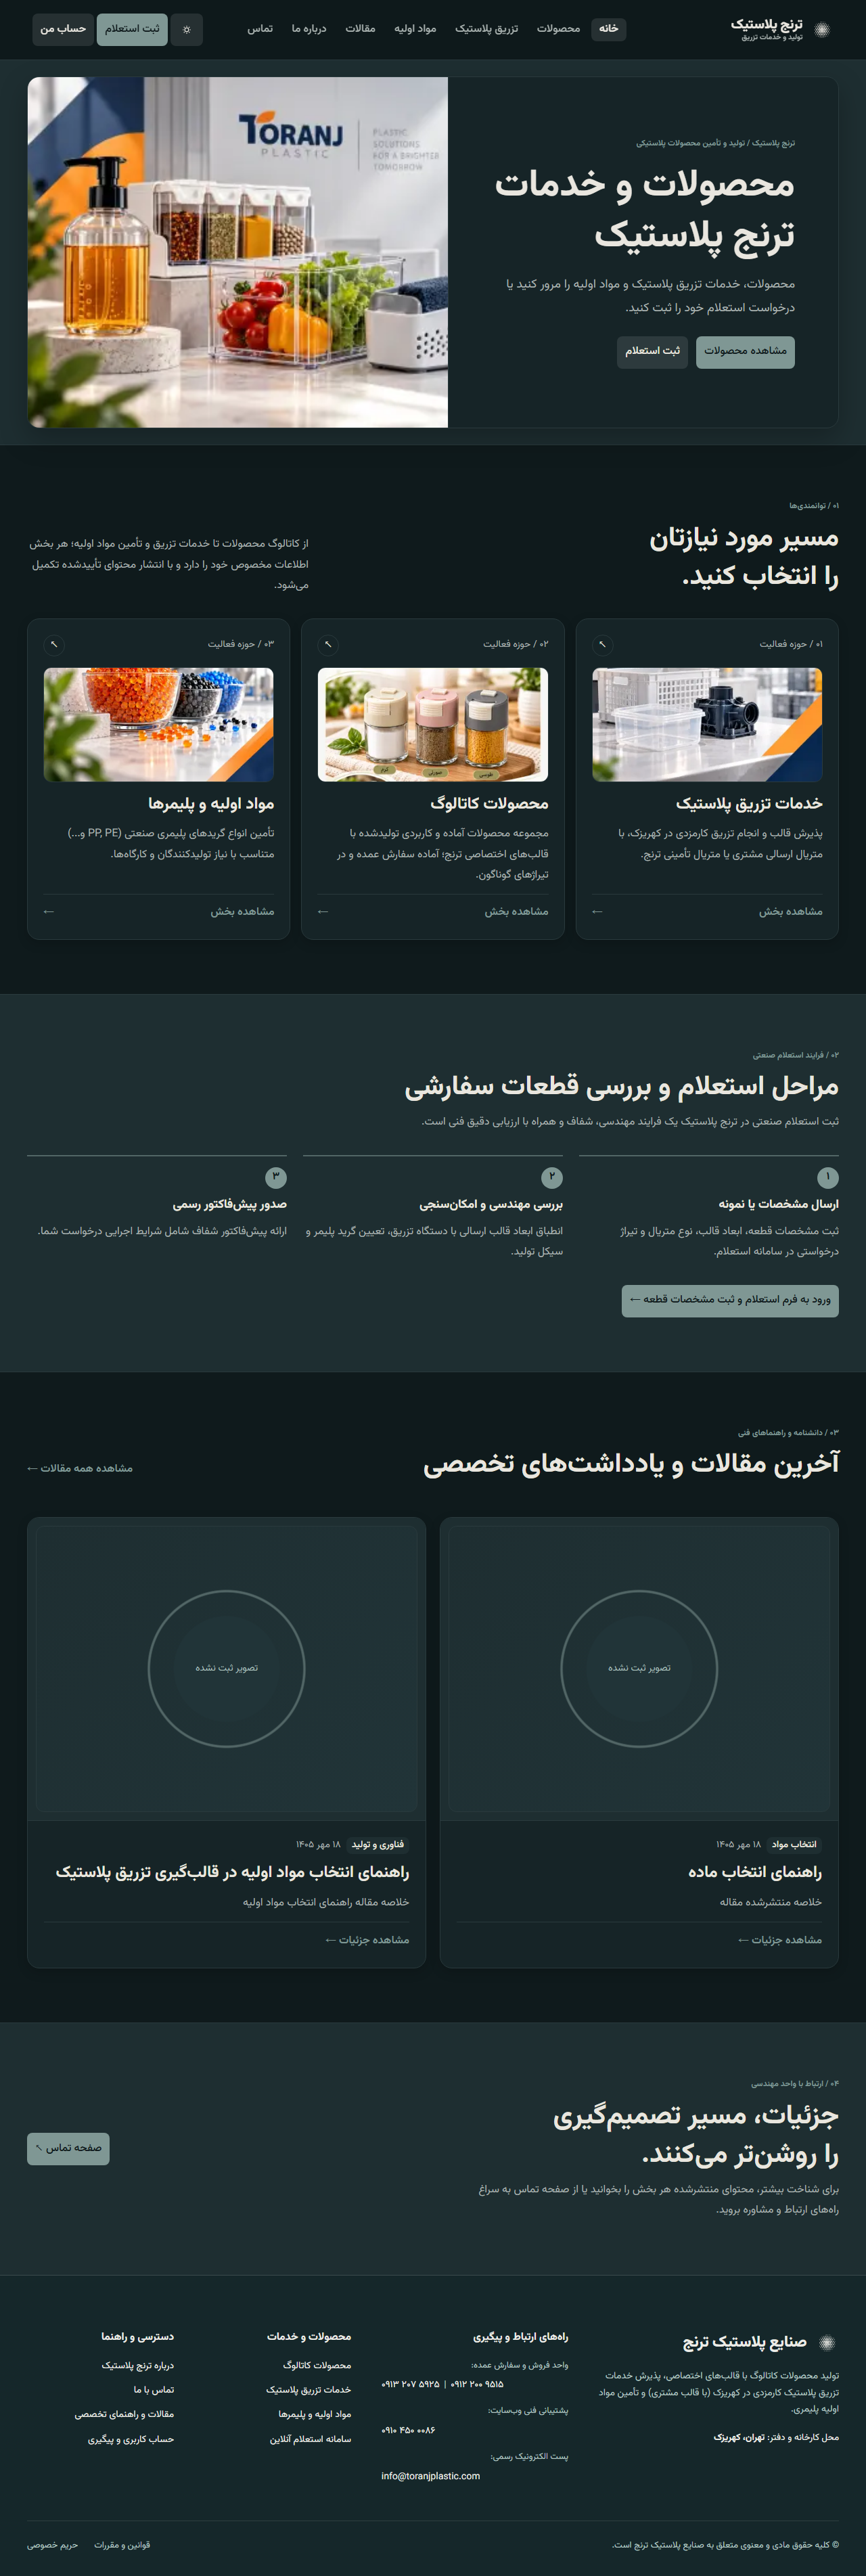 ترنج پلاستیک
تولید و خدمات تزریق
خانه
محصولات
تزریق پلاستیک
مواد اولیه
مقالات
درباره ما
تماس
ثبت استعلام
حساب من
ترنج پلاستیک / تولید و تأمین محصولات پلاستیکی
محصولات و خدمات
ترنج پلاستیک
محصولات، خدمات تزریق پلاستیک و مواد اولیه را مرور کنید یا
درخواست استعلام خود را ثبت کنید.
مشاهده محصولات
ثبت استعلام
TORANJ
PLASTIC
PLASTIC
SOLUTIONS
FOR A BRIGHTER
TOMORROW
۰۱ / توانمندی‌ها
مسیر مورد نیازتان
را انتخاب کنید.
از کاتالوگ محصولات تا خدمات تزریق و تأمین مواد اولیه؛ هر بخش
اطلاعات مخصوص خود را دارد و با انتشار محتوای تأییدشده تکمیل
می‌شود.
۰۱ / حوزه فعالیت
↖
خدمات تزریق پلاستیک
پذیرش قالب و انجام تزریق کارمزدی در کهریزک، با
متریال ارسالی مشتری یا متریال تأمینی ترنج.
مشاهده بخش ←
۰۲ / حوزه فعالیت
↖
محصولات کاتالوگ
مجموعه محصولات آماده و کاربردی تولیدشده با
قالب‌های اختصاصی ترنج؛ آماده سفارش عمده و در
تیراژهای گوناگون.
مشاهده بخش ←
۰۳ / حوزه فعالیت
↖
مواد اولیه و پلیمرها
تأمین انواع گریدهای پلیمری صنعتی (PP, PE و...)
متناسب با نیاز تولیدکنندگان و کارگاه‌ها.
مشاهده بخش ←
۰۲ / فرایند استعلام صنعتی
مراحل استعلام و بررسی قطعات سفارشی
ثبت استعلام صنعتی در ترنج پلاستیک یک فرایند مهندسی، شفاف و همراه با ارزیابی دقیق فنی است.
۱
ارسال مشخصات یا نمونه
ثبت مشخصات قطعه، ابعاد قالب، نوع متریال و تیراژ
درخواستی در سامانه استعلام.
۲
بررسی مهندسی و امکان‌سنجی
انطباق ابعاد قالب ارسالی با دستگاه تزریق، تعیین گرید پلیمر و
سیکل تولید.
۳
صدور پیش‌فاکتور رسمی
ارائه پیش‌فاکتور شفاف شامل شرایط اجرایی درخواست شما.
ورود به فرم استعلام و ثبت مشخصات قطعه ←
۰۳ / دانشنامه و راهنماهای فنی
آخرین مقالات و یادداشت‌های تخصصی
مشاهده همه مقالات ←
تصویر ثبت نشده
انتخاب مواد
۱۸ مهر ۱۴۰۵
راهنمای انتخاب ماده
خلاصه منتشرشده مقاله
مشاهده جزئیات ←
تصویر ثبت نشده
فناوری و تولید
۱۸ مهر ۱۴۰۵
راهنمای انتخاب مواد اولیه در قالب‌گیری تزریق پلاستیک
خلاصه مقاله راهنمای انتخاب مواد اولیه
مشاهده جزئیات ←
۰۴ / ارتباط با واحد مهندسی
جزئیات، مسیر تصمیم‌گیری
را روشن‌تر می‌کنند.
برای شناخت بیشتر، محتوای منتشرشده هر بخش را بخوانید یا از صفحه تماس به سراغ
راه‌های ارتباط و مشاوره بروید.
صفحه تماس ↖
صنایع پلاستیک ترنج
تولید محصولات کاتالوگ با قالب‌های اختصاصی، پذیرش خدمات
تزریق پلاستیک کارمزدی در کهریزک (با قالب مشتری) و تأمین مواد
اولیه پلیمری.
محل کارخانه و دفتر: تهران، کهریزک
راه‌های ارتباط و پیگیری
واحد فروش و سفارش عمده:
۰۹۱۳ ۲۰۷ ۵۹۲۵ | ۰۹۱۲ ۲۰۰ ۹۵۱۵
پشتیبانی فنی وب‌سایت:
۰۹۱۰ ۴۵۰ ۰۰۸۶
پست الکترونیک رسمی:
info@toranjplastic.com
محصولات و خدمات
محصولات کاتالوگ
خدمات تزریق پلاستیک
مواد اولیه و پلیمرها
سامانه استعلام آنلاین
دسترسی و راهنما
درباره ترنج پلاستیک
تماس با ما
مقالات و راهنمای تخصصی
حساب کاربری و پیگیری
© کلیه حقوق مادی و معنوی متعلق به صنایع پلاستیک ترنج است.
قوانین و مقررات
حریم خصوصی